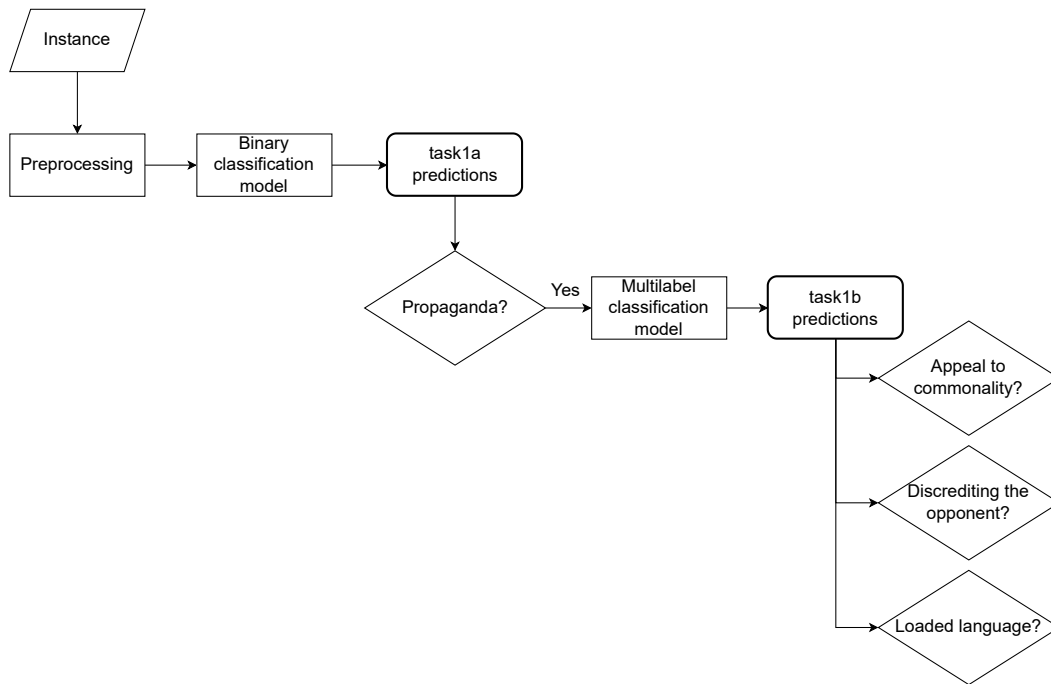 Instance
Preprocessing
Binary
classification
model
task1a
predictions
Propaganda?
Yes
Multilabel
classification
model
task1b
predictions
Appeal to
commonality?
Discrediting the
opponent?
Loaded language?